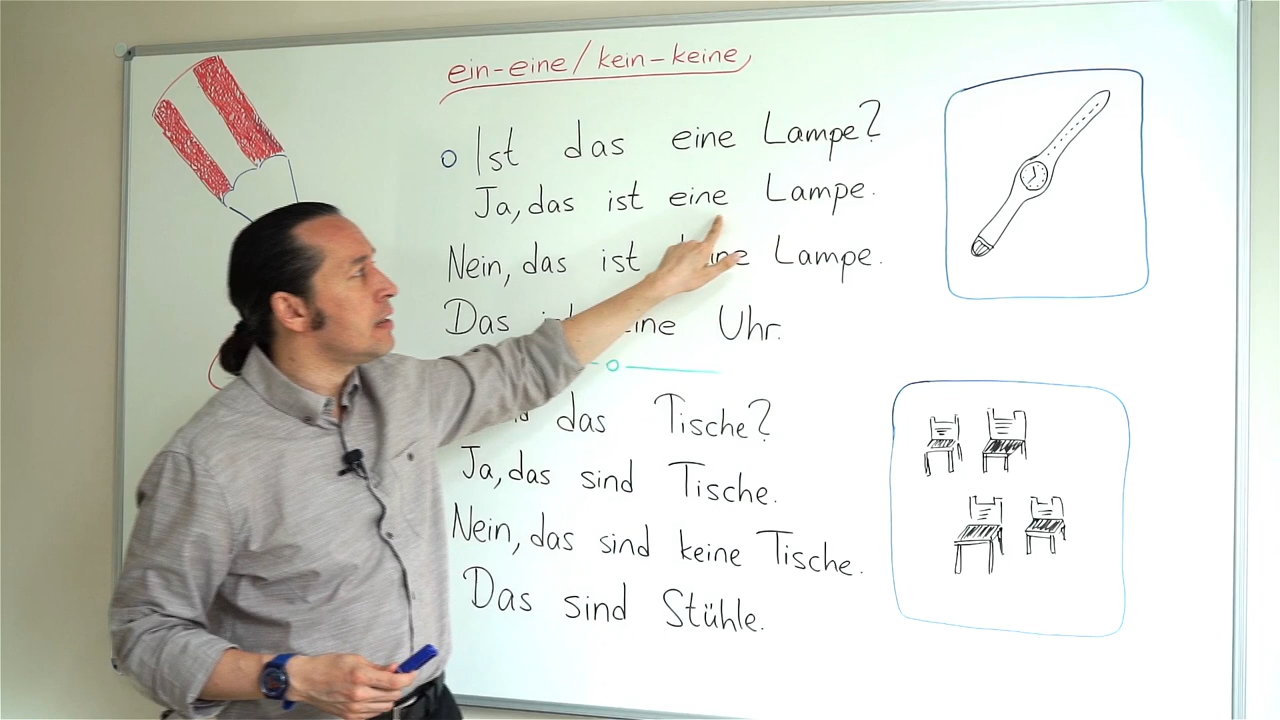 ein-eine/kein-keine
Ist das eine Lampe?
Ja, das ist eine Lampe.
Nein, das ist keine Lampe.
Das eine Uhr.
das Tische?
Ja, das sind Tische.
Nein, das sind keine Tische.
Das sind Stühle.